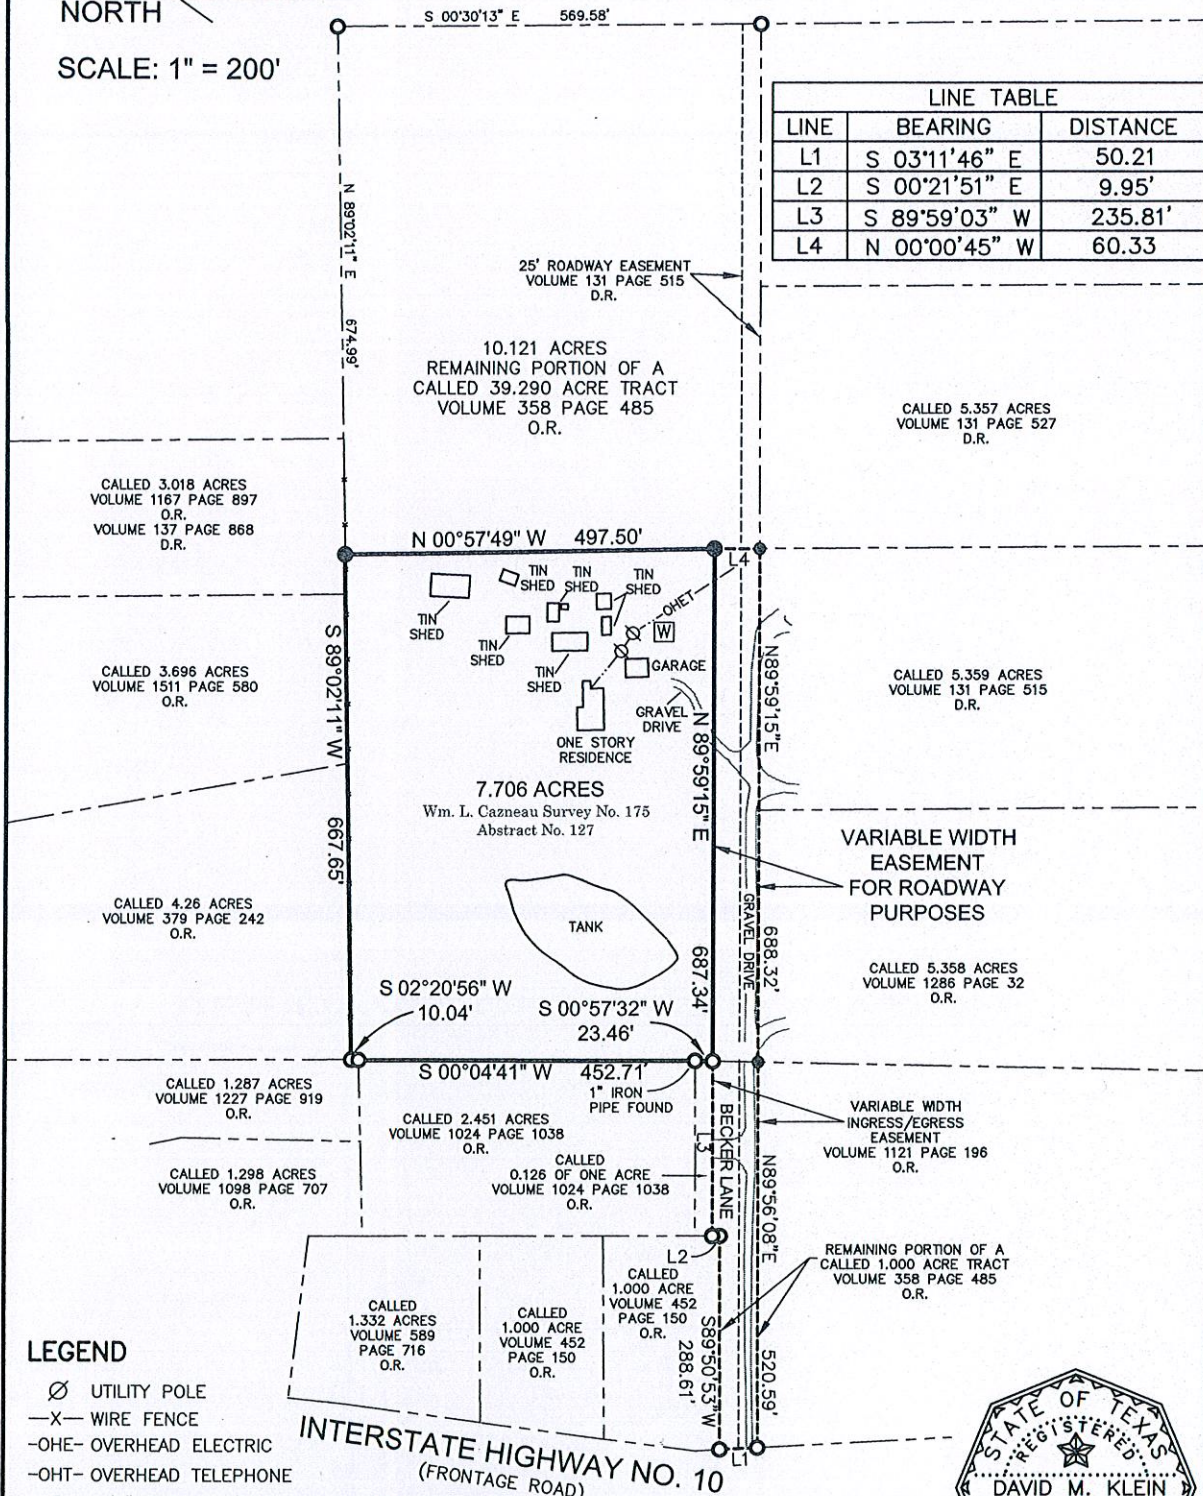 NORTH
SCALE: 1" = 200'
S 00°30'13" E 569.58'
LINE TABLE
LINE BEARING DISTANCE
L1 S 03°11'46" E 50.21
L2 S 00°21'51" E 9.95'
L3 S 89°59'03" W 235.81'
L4 N 00°00'45" W 60.33
N 89°02'11" E 674.99'
25' ROADWAY EASEMENT
VOLUME 131 PAGE 515
D.R.
10.121 ACRES
REMAINING PORTION OF A
CALLED 39.290 ACRE TRACT
VOLUME 358 PAGE 485
O.R.
CALLED 5.357 ACRES
VOLUME 131 PAGE 527
D.R.
CALLED 3.018 ACRES
VOLUME 1167 PAGE 897
O.R.
VOLUME 137 PAGE 868
D.R.
N 00°57'49" W 497.50'
L4
TIN
SHED
TIN
SHED
TIN
SHED
TIN
SHED
TIN
SHED
TIN
SHED
OHET
W
GARAGE
GRAVEL
DRIVE
ONE STORY
RESIDENCE
S 89°02'11" W 667.65'
N 89°59'15" E 687.34'
N89°59'15"E 688.32'
GRAVEL DRIVE
CALLED 3.696 ACRES
VOLUME 1511 PAGE 580
O.R.
CALLED 5.359 ACRES
VOLUME 131 PAGE 515
D.R.
7.706 ACRES
Wm. L. Cazneau Survey No. 175
Abstract No. 127
VARIABLE WIDTH
EASEMENT
FOR ROADWAY
PURPOSES
CALLED 4.26 ACRES
VOLUME 379 PAGE 242
O.R.
TANK
CALLED 5.358 ACRES
VOLUME 1286 PAGE 32
O.R.
S 02°20'56" W
10.04'
S 00°57'32" W
23.46'
S 00°04'41" W 452.71'
1" IRON
PIPE FOUND
CALLED 1.287 ACRES
VOLUME 1227 PAGE 919
O.R.
CALLED 2.451 ACRES
VOLUME 1024 PAGE 1038
O.R.
CALLED
0.126 OF ONE ACRE
VOLUME 1024 PAGE 1038
O.R.
L3
BECKER LANE
VARIABLE WIDTH
INGRESS/EGRESS
EASEMENT
VOLUME 1121 PAGE 196
O.R.
N89°56'08"E 520.59'
CALLED 1.298 ACRES
VOLUME 1098 PAGE 707
O.R.
L2
REMAINING PORTION OF A
CALLED 1.000 ACRE TRACT
VOLUME 358 PAGE 485
O.R.
CALLED
1.332 ACRES
VOLUME 589
PAGE 716
O.R.
CALLED
1.000 ACRE
VOLUME 452
PAGE 150
O.R.
CALLED
1.000 ACRE
VOLUME 452
PAGE 150
O.R.
S89°50'53"W
288.61'
L1
INTERSTATE HIGHWAY NO. 10
(FRONTAGE ROAD)
LEGEND
UTILITY POLE
—X— WIRE FENCE
-OHE- OVERHEAD ELECTRIC
-OHT- OVERHEAD TELEPHONE
STATE OF TEXAS
REGISTERED
DAVID M. KLEIN